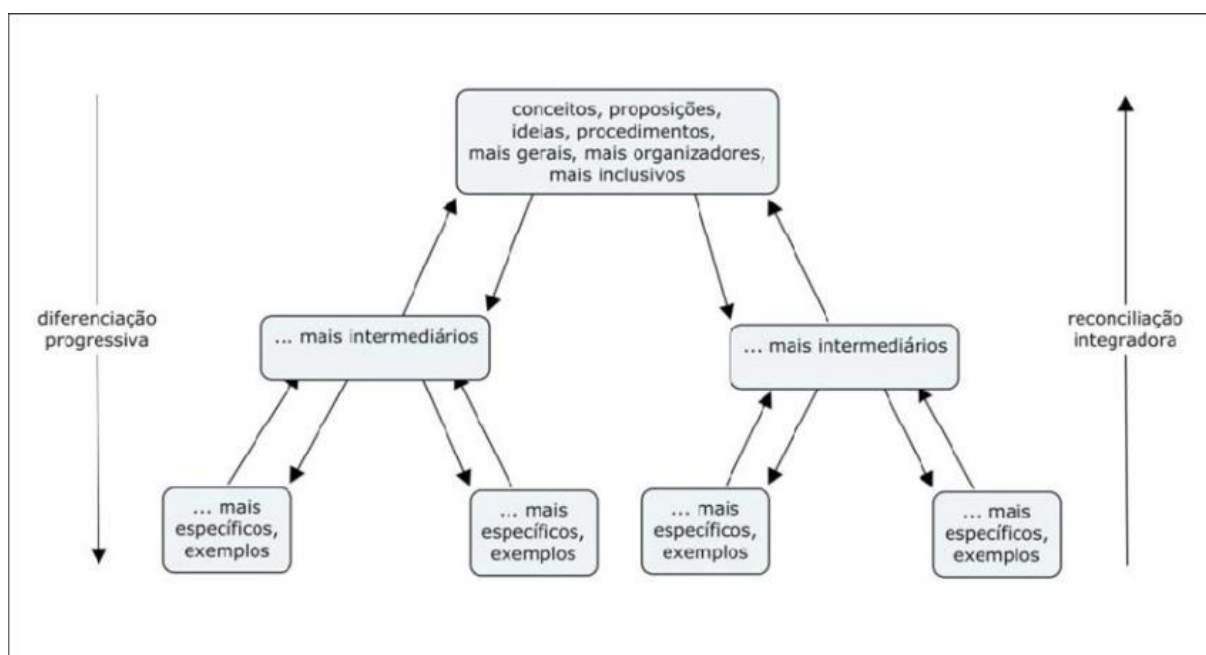 conceitos, proposições,
ideias, procedimentos,
mais gerais, mais organizadores,
mais inclusivos
diferenciação
progressiva
... mais intermediários
... mais intermediários
reconciliação
integradora
... mais
específicos,
exemplos
... mais
específicos,
exemplos
... mais
específicos,
exemplos
... mais
específicos,
exemplos